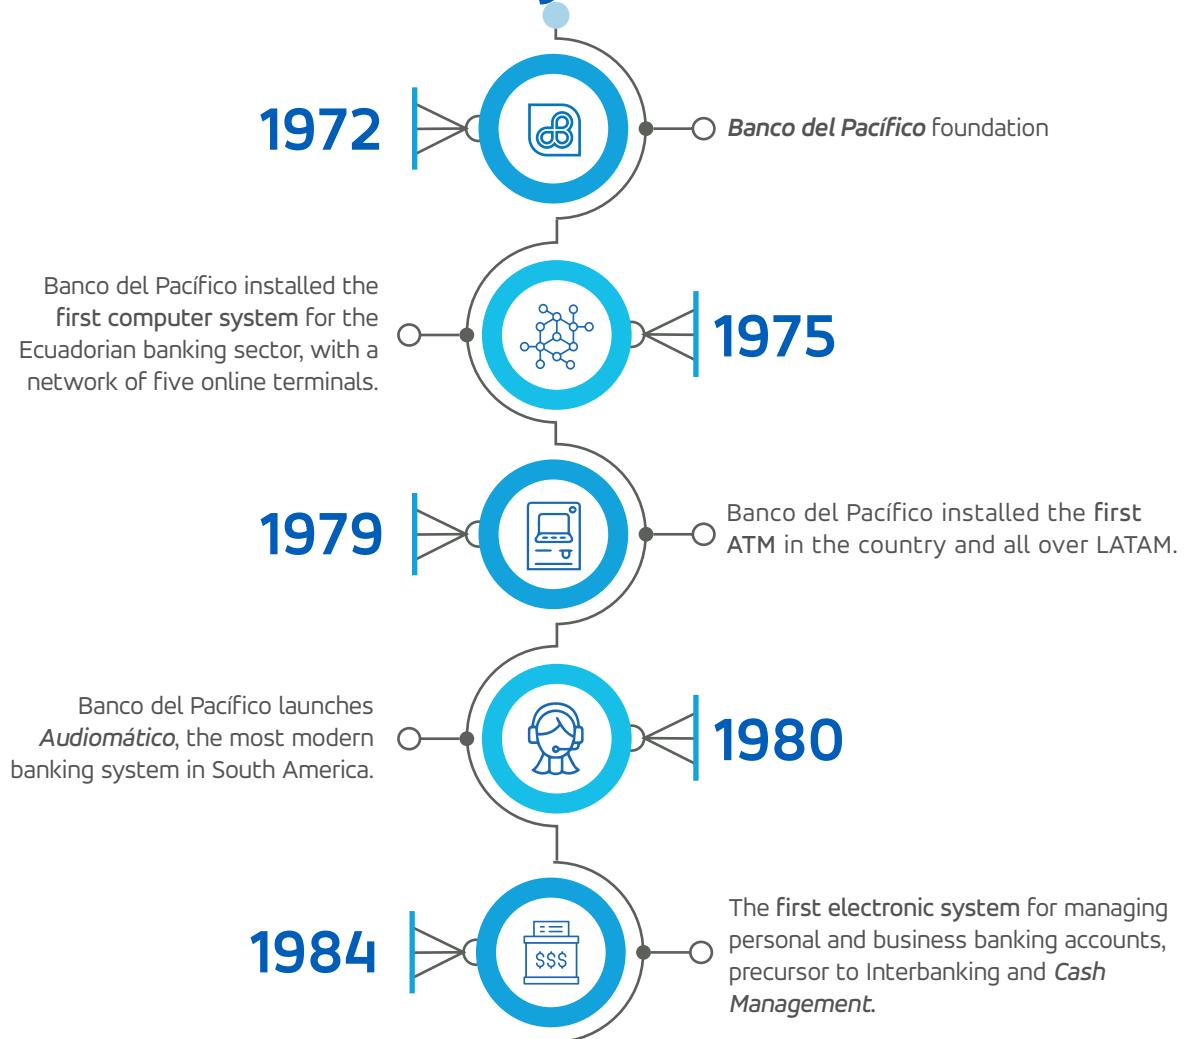 1972
Banco del Pacífico foundation
Banco del Pacífico installed the
first computer system for the
Ecuadorian banking sector, with a
network of five online terminals.
1975
1979
Banco del Pacífico installed the first
ATM in the country and all over LATAM.
Banco del Pacífico launches
Audiomático, the most modern
banking system in South America.
1980
1984
$$$
The first electronic system for managing
personal and business banking accounts,
precursor to Interbanking and Cash
Management.